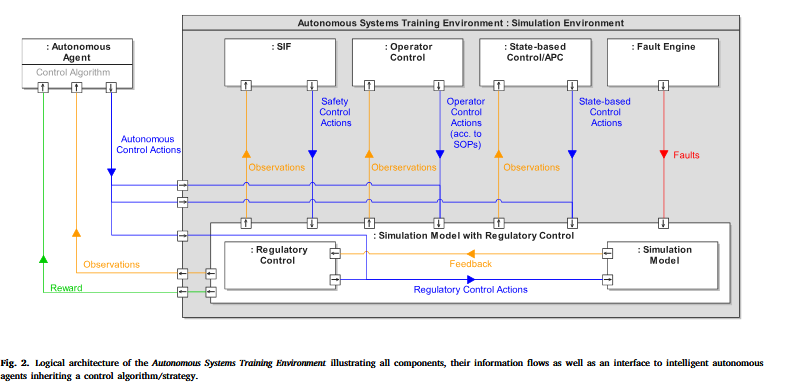 Autonomous Systems Training Environment : Simulation Environment
: Autonomous
Agent
Control Algorithm
: SIF
: Operator
Control
: State-based
Control/APC
: Fault Engine
Safety
Control
Actions
Operator
Control
Actions
(acc. to
SOPs)
State-based
Control
Actions
Autonomous
Control Actions
Observations
Oberservations
Observations
Faults
: Simulation Model with Regulatory Control
: Regulatory
Control
: Simulation
Model
Feedback
Observations
Reward
Regulatory Control Actions
Fig. 2. Logical architecture of the Autonomous Systems Training Environment illustrating all components, their information flows as well as an interface to intelligent autonomous
agents inheriting a control algorithm/strategy.